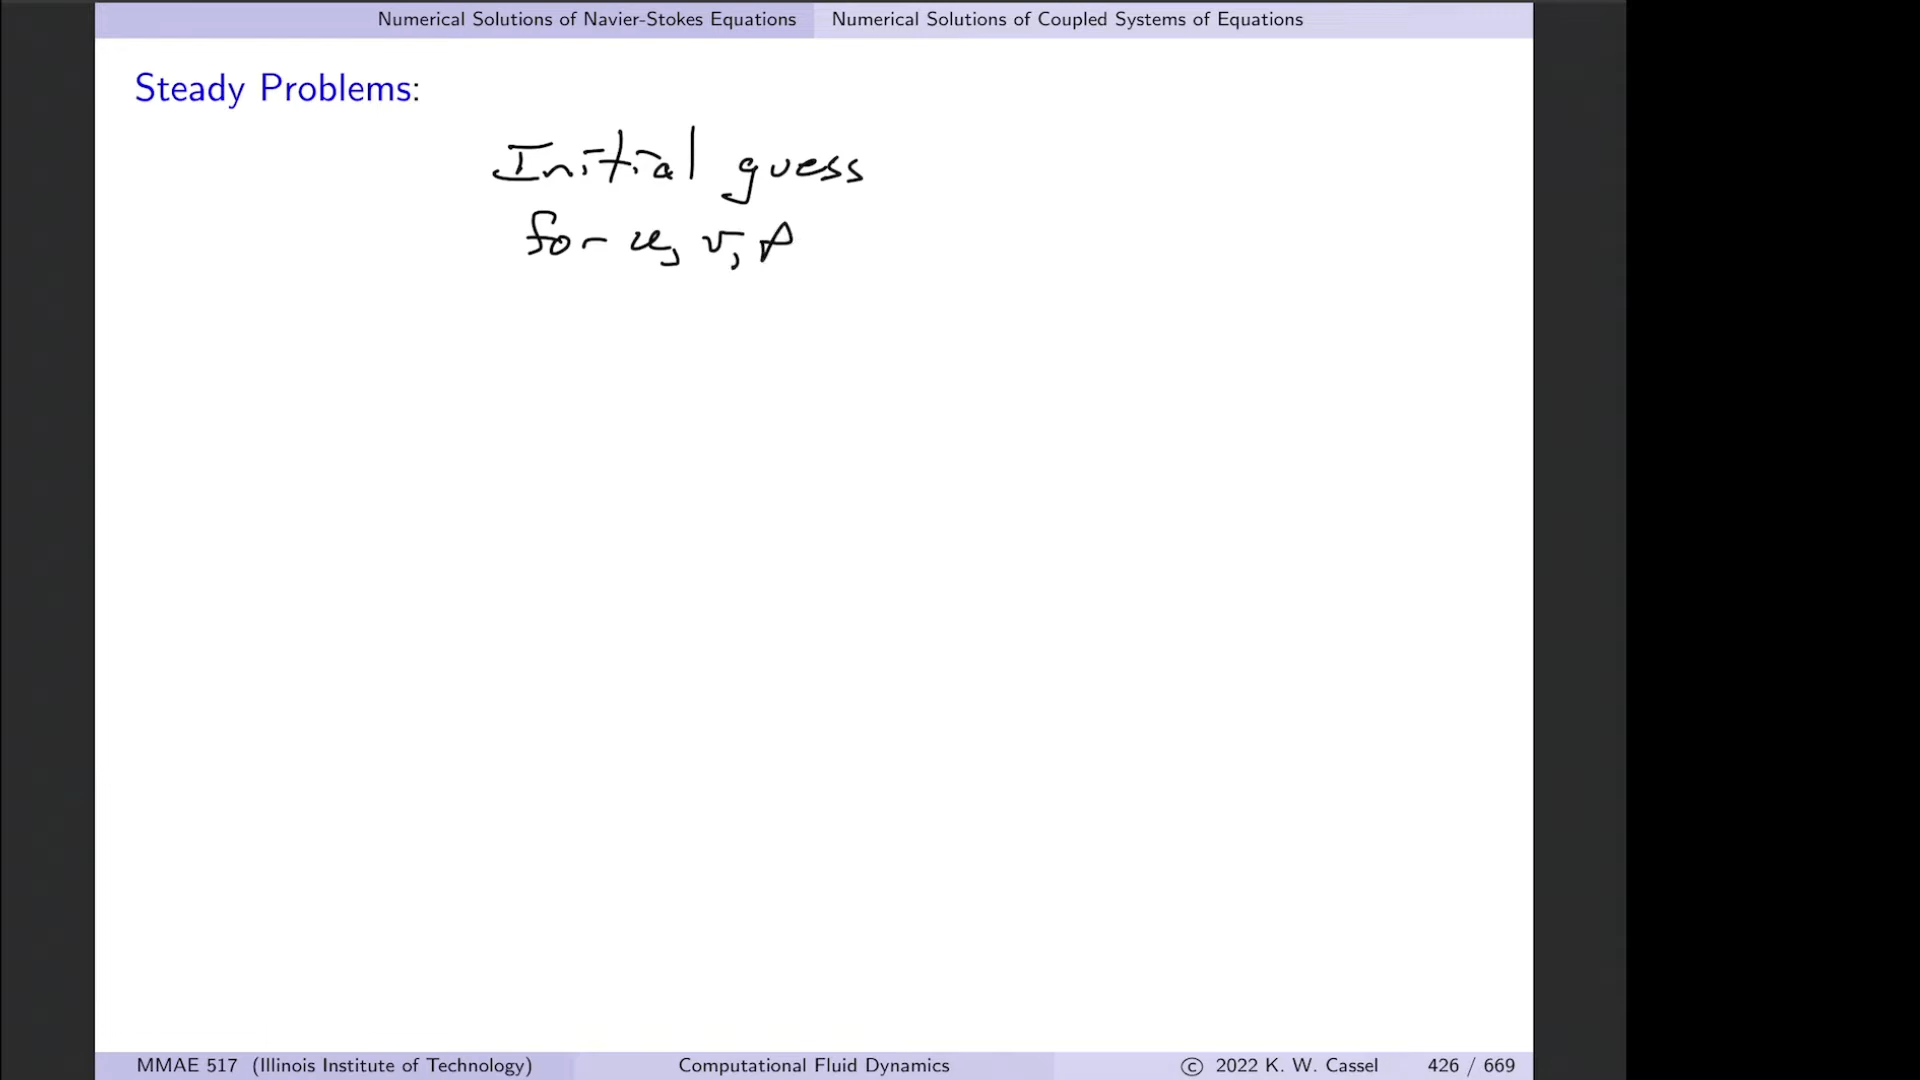 Numerical Solutions of Navier-Stokes Equations Numerical Solutions of Coupled Systems of Equations
Steady Problems:
Initial guess
for u, v, p
MMAE 517 (Illinois Institute of Technology) Computational Fluid Dynamics © 2022 K. W. Cassel 426 / 669